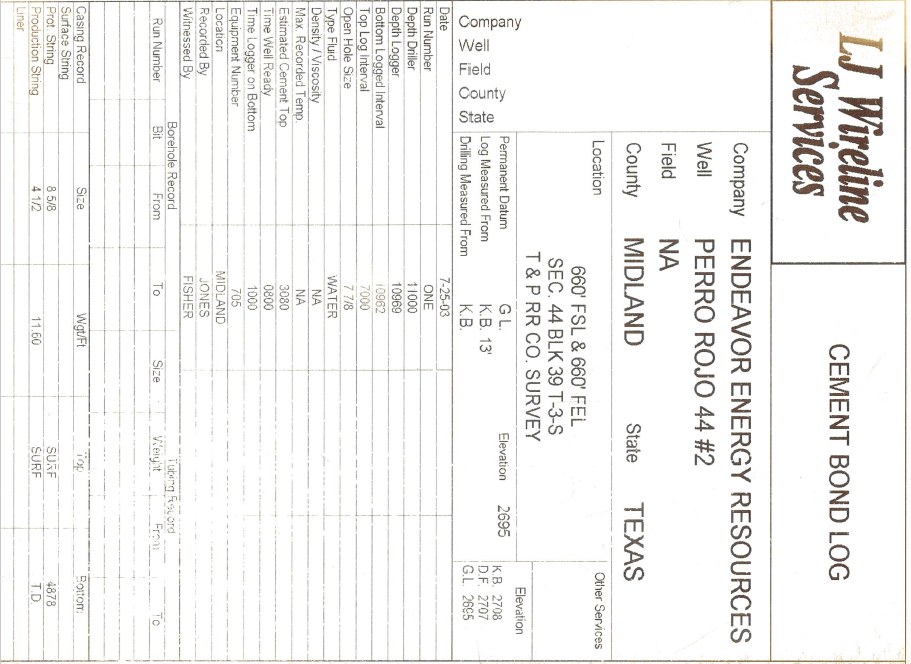 LJ Wireline
Services
CEMENT BOND LOG
Company
Well
Field
County
State
Company ENDEAVOR ENERGY RESOURCES
Well PERRO ROJO 44 #2
Field NA
County MIDLAND State TEXAS
Location
660' FSL & 660' FEL
SEC. 44 BLK 39 T-3-S
T & P RR CO. SURVEY
Other Services
Permanent Datum G.L. Elevation 2695
Log Measured From K.B. 13'
Drilling Measured From K.B.
Elevation
K.B. 2708
D.F. 2707
G.L. 2695
Date 7-25-03
Run Number ONE
Depth Driller 11000
Depth Logger 10969
Bottom Logged Interval 10962
Top Log Interval 7000
Open Hole Size 7 7/8
Type Fluid WATER
Density / Viscosity NA
Max. Recorded Temp. NA
Estimated Cement Top 3080
Time Well Ready 0800
Time Logger on Bottom 1000
Equipment Number 705
Location MIDLAND
Recorded By JONES
Witnessed By FISHER
Borehole Record Tubing Record
Run Number Bit From To Size Weight From To
Casing Record Size Wgt/Ft Top Bottom
Surface String
Prot. String 8 5/8 SURF 4878
Production String 4 1/2 11.60 SURF T.D.
Liner